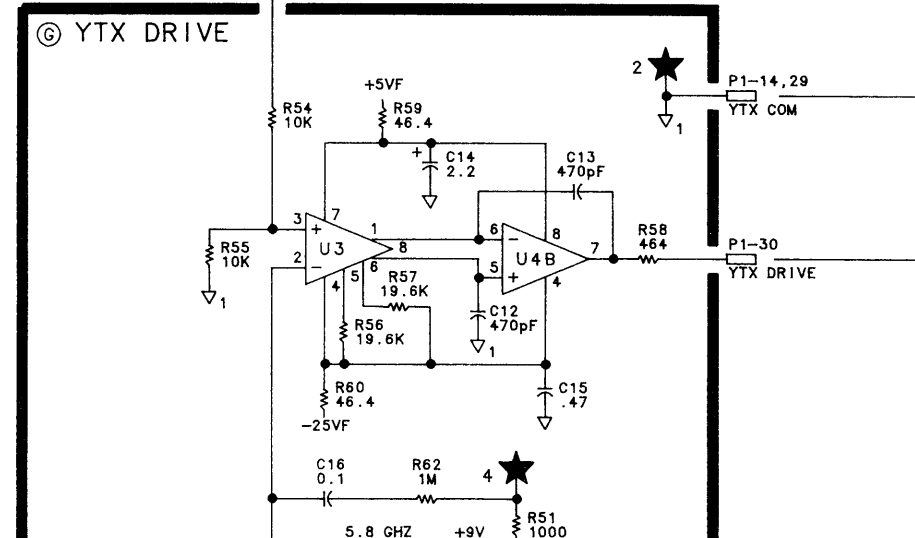 G YTX DRIVE
2
P1-14,29
YTX COM
1
+5VF
R54
10K
R59
46.4
+
C14
2.2
C13
470pF
3
+
7
1
U3
8
2
−
R55
10K
1
4
5
6
R57
19.6K
R56
19.6K
6
−
8
U4B
7
5
+
4
R58
464
P1-30
YTX DRIVE
C12
470pF
1
R60
46.4
-25VF
C15
.47
C16
0.1
R62
1M
4
R51
1000
5.8 GHZ
+9V